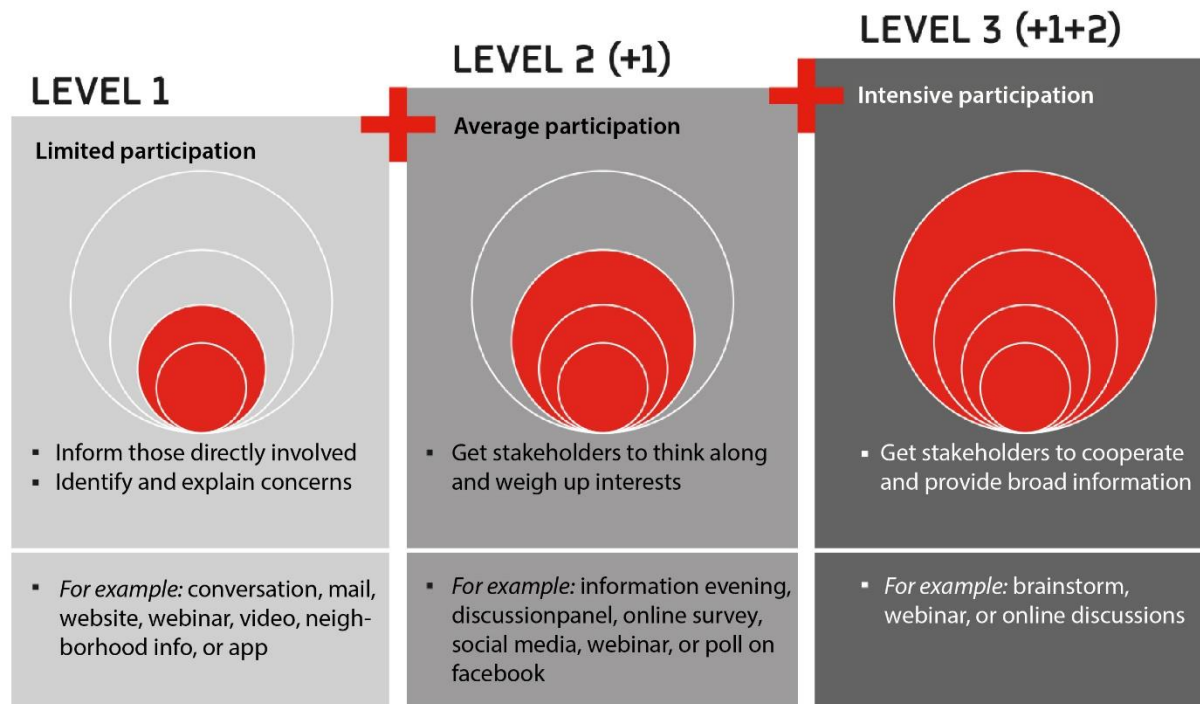 LEVEL 1
Limited participation
▪ Inform those directly involved
▪ Identify and explain concerns
▪ For example: conversation, mail,
website, webinar, video, neigh-
borhood info, or app
LEVEL 2 (+1)
Average participation
▪ Get stakeholders to think along
and weigh up interests
▪ For example: information evening,
discussionpanel, online survey,
social media, webinar, or poll on
facebook
LEVEL 3 (+1+2)
Intensive participation
▪ Get stakeholders to cooperate
and provide broad information
▪ For example: brainstorm,
webinar, or online discussions